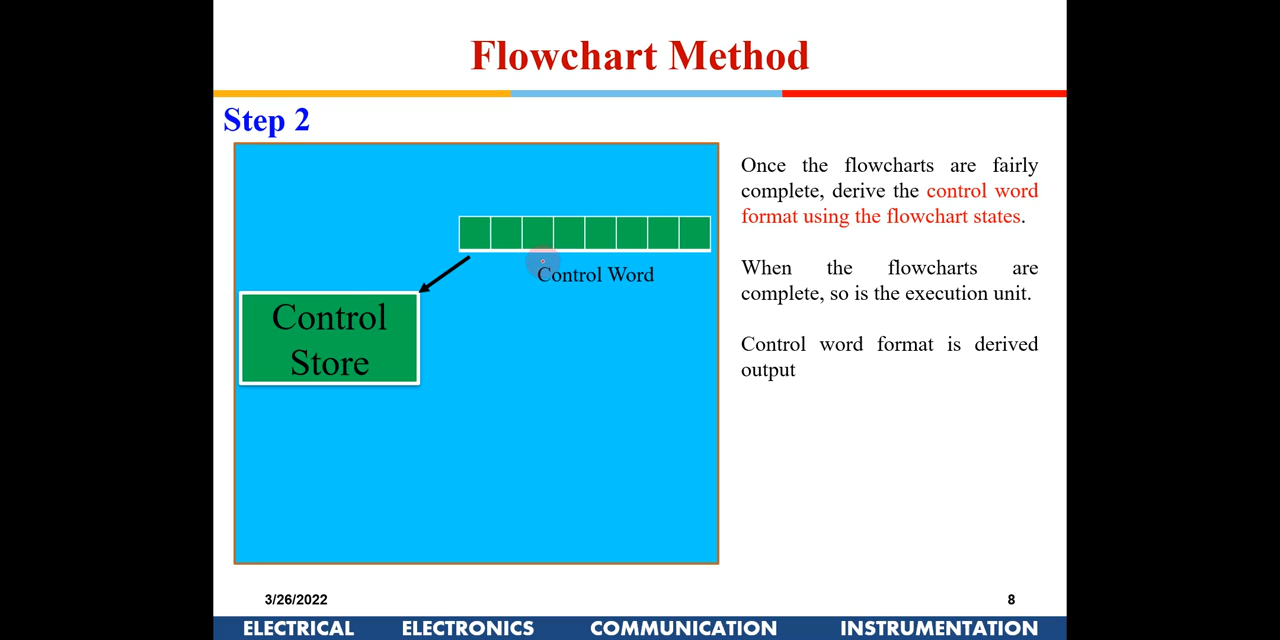 Flowchart Method
Step 2
Control Word
Control
Store
Once the flowcharts are fairly
complete, derive the control word
format using the flowchart states.
When the flowcharts are
complete, so is the execution unit.
Control word format is derived
output
3/26/2022
8
ELECTRICAL ELECTRONICS COMMUNICATION INSTRUMENTATION